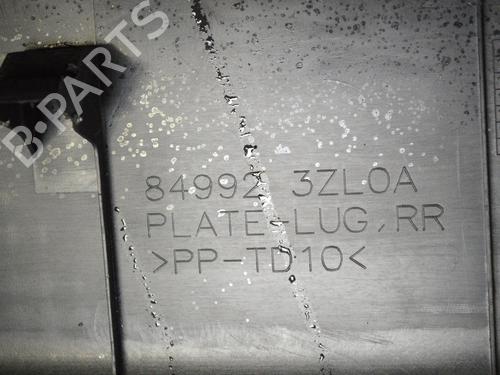 B-PARTS
84992 3ZL0A
PLATE-LUG,RR
>PP-TD10<